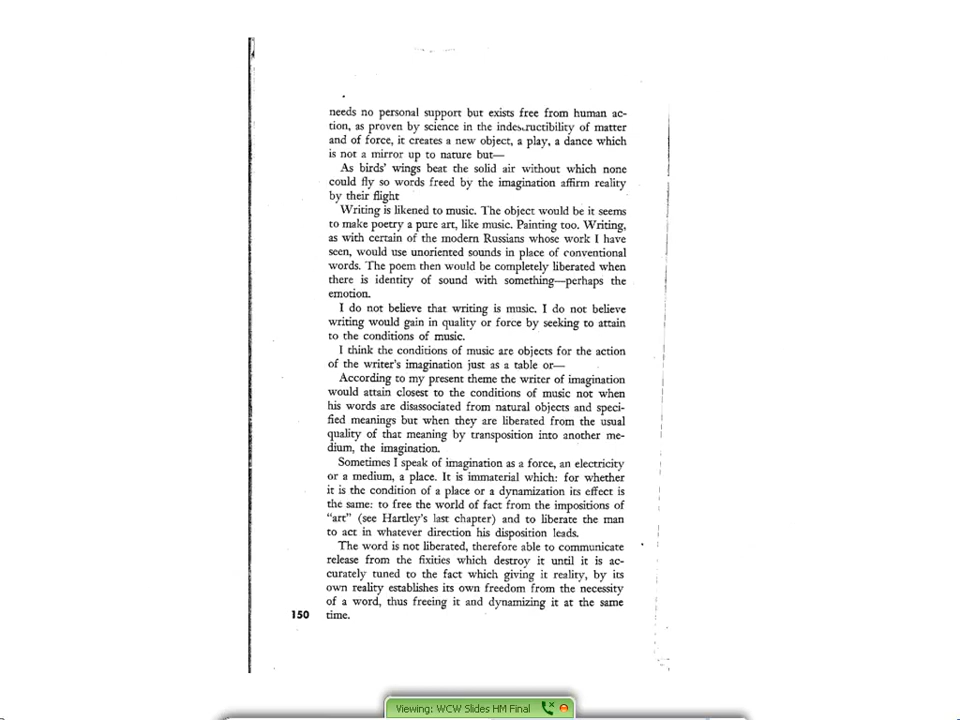 needs no personal support but exists free from human ac-
tion, as proven by science in the indestructibility of matter
and of force, it creates a new object, a play, a dance which
is not a mirror up to nature but—
As birds' wings beat the solid air without which none
could fly so words freed by the imagination affirm reality
by their flight
Writing is likened to music. The object would be it seems
to make poetry a pure art, like music. Painting too. Writing,
as with certain of the modern Russians whose work I have
seen, would use unoriented sounds in place of conventional
words. The poem then would be completely liberated when
there is identity of sound with something—perhaps the
emotion.
I do not believe that writing is music. I do not believe
writing would gain in quality or force by seeking to attain
to the conditions of music.
I think the conditions of music are objects for the action
of the writer's imagination just as a table or—
According to my present theme the writer of imagination
would attain closest to the conditions of music not when
his words are disassociated from natural objects and speci-
fied meanings but when they are liberated from the usual
quality of that meaning by transposition into another me-
dium, the imagination.
Sometimes I speak of imagination as a force, an electricity
or a medium, a place. It is immaterial which: for whether
it is the condition of a place or a dynamization its effect is
the same: to free the world of fact from the impositions of
"art" (see Hartley's last chapter) and to liberate the man
to act in whatever direction his disposition leads.
The word is not liberated, therefore able to communicate
release from the fixities which destroy it until it is ac-
curately tuned to the fact which giving it reality, by its
own reality establishes its own freedom from the necessity
of a word, thus freeing it and dynamizing it at the same
150 time.
Viewing: WCW Slides HM Final